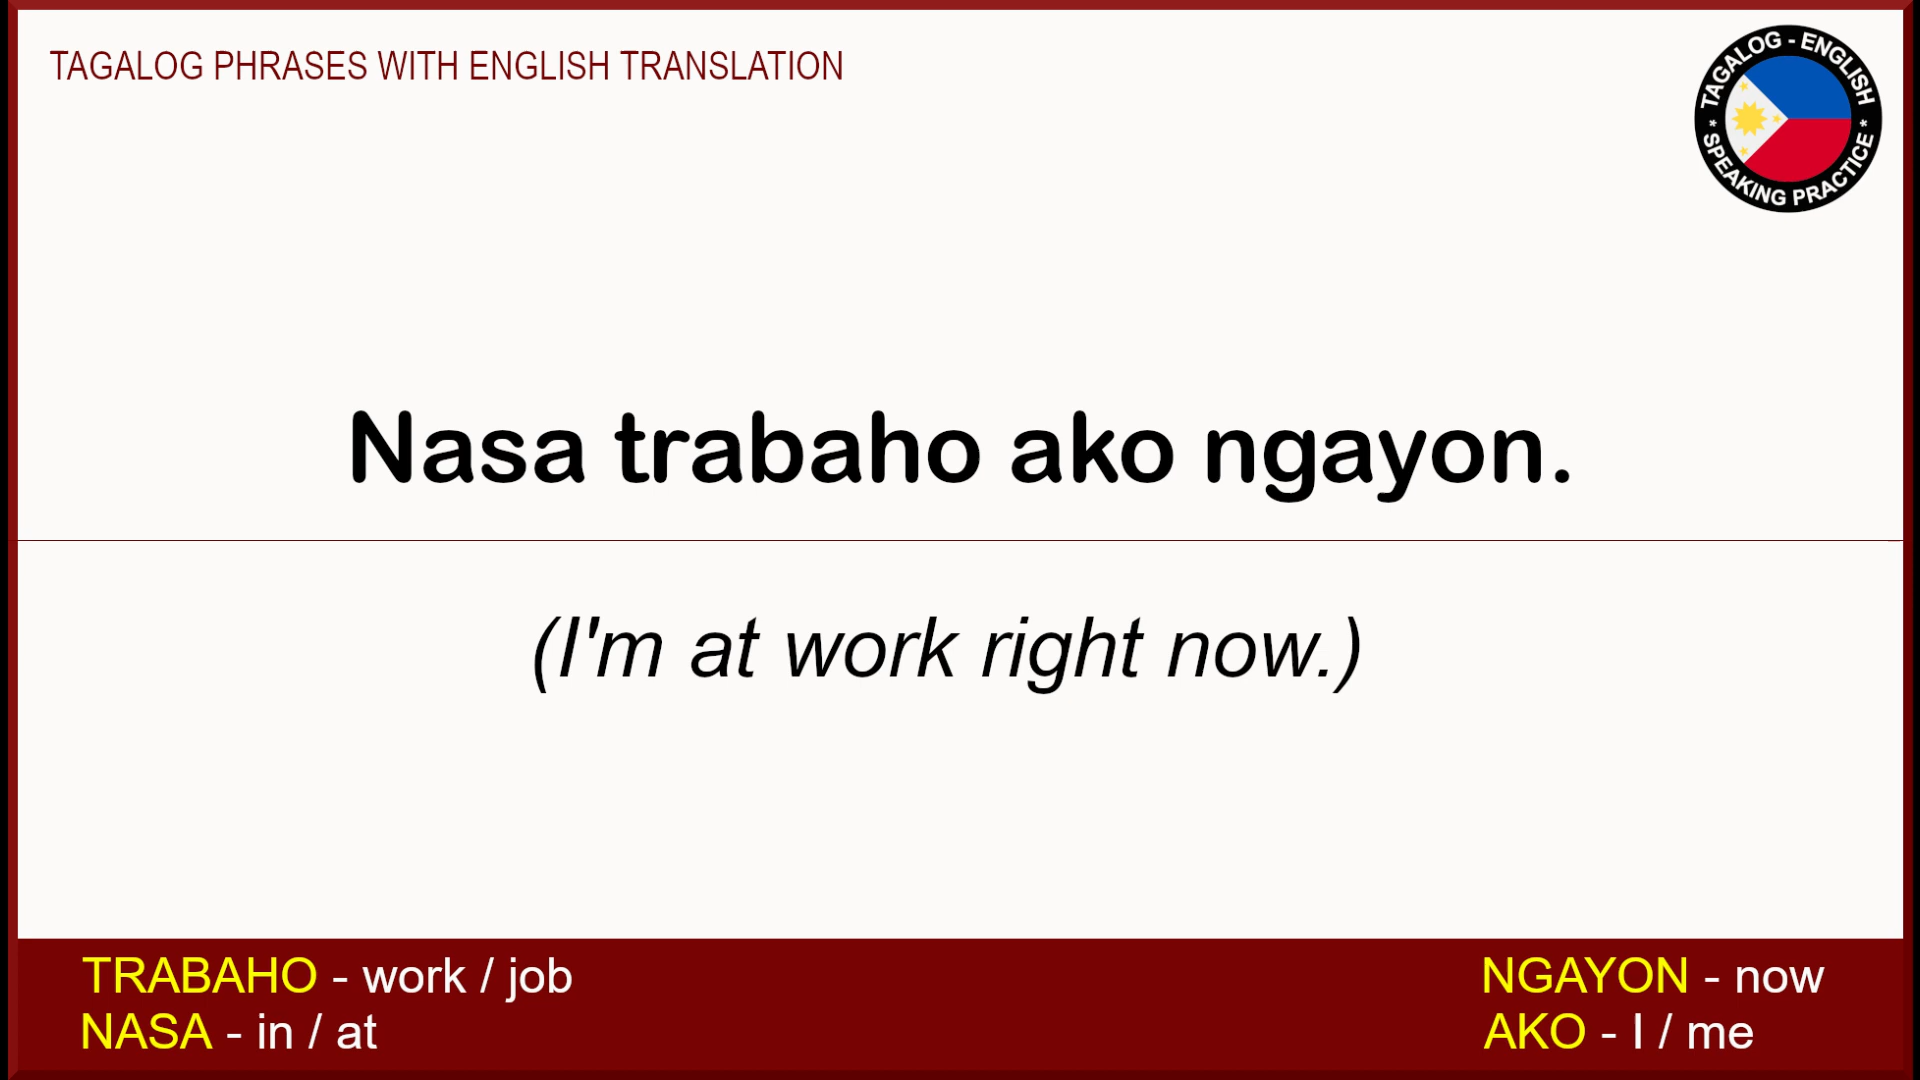 TAGALOG PHRASES WITH ENGLISH TRANSLATION
TAGALOG - ENGLISH
* SPEAKING PRACTICE *
Nasa trabaho ako ngayon.
(I'm at work right now.)
TRABAHO - work / job
NASA - in / at
NGAYON - now
AKO - I / me